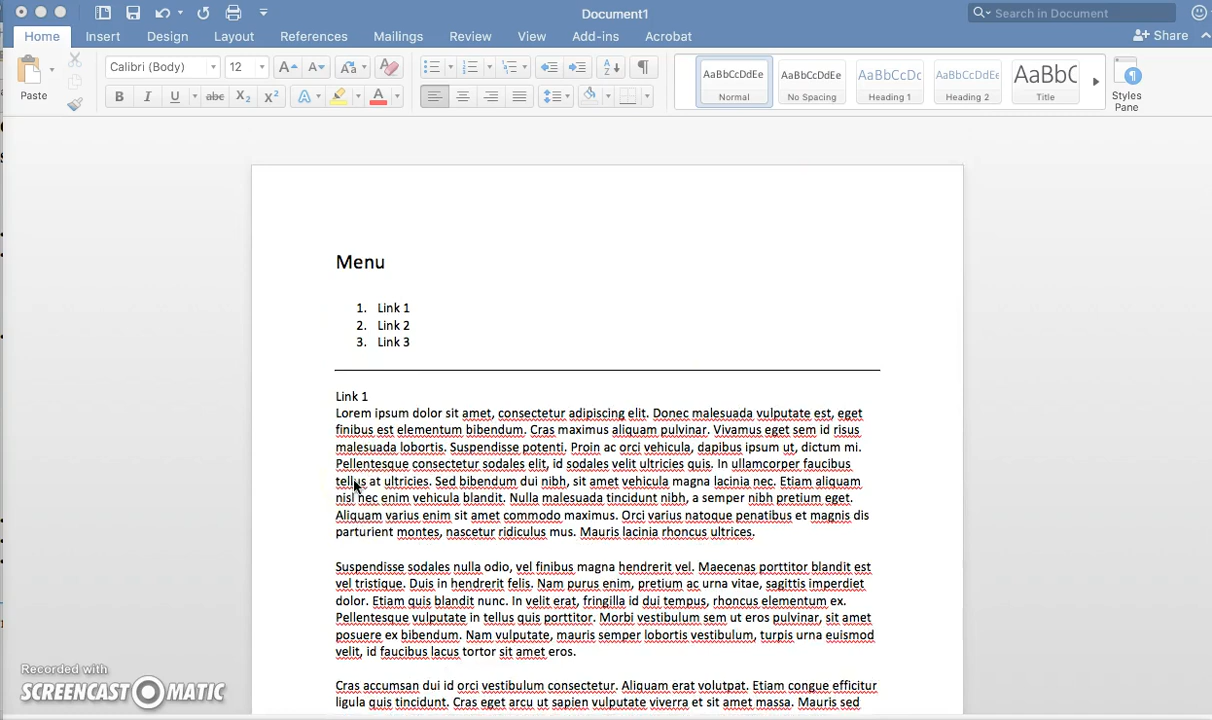 Document1
Search in Document
Home Insert Design Layout References Mailings Review View Add-ins Acrobat Share
Calibri (Body) 12
Paste
B I U abc X2 X2 A A
AaBbCcDdEe AaBbCcDdEe AaBbCcDc AaBbCcDdEe AaBbC
Normal No Spacing Heading 1 Heading 2 Title
Styles
Pane
Menu
1. Link 1
2. Link 2
3. Link 3
Link 1
Lorem ipsum dolor sit amet, consectetur adipiscing elit. Donec malesuada vulputate est, eget
finibus est elementum bibendum. Cras maximus aliquam pulvinar. Vivamus eget sem id risus
malesuada lobortis. Suspendisse potenti. Proin ac orci vehicula, dapibus ipsum ut, dictum mi.
Pellentesque consectetur sodales elit, id sodales velit ultricies quis. In ullamcorper faucibus
tellus at ultricies. Sed bibendum dui nibh, sit amet vehicula magna lacinia nec. Etiam aliquam
nisl nec enim vehicula blandit. Nulla malesuada tincidunt nibh, a semper nibh pretium eget.
Aliquam varius enim sit amet commodo maximus. Orci varius natoque penatibus et magnis dis
parturient montes, nascetur ridiculus mus. Mauris lacinia rhoncus ultrices.
Suspendisse sodales nulla odio, vel finibus magna hendrerit vel. Maecenas porttitor blandit est
vel tristique. Duis in hendrerit felis. Nam purus enim, pretium ac urna vitae, sagittis imperdiet
dolor. Etiam quis blandit nunc. In velit erat, fringilla id dui tempus, rhoncus elementum ex.
Pellentesque vulputate in tellus quis porttitor. Morbi vestibulum sem ut eros pulvinar, sit amet
posuere ex bibendum. Nam vulputate, mauris semper lobortis vestibulum, turpis urna euismod
velit, id faucibus lacus tortor sit amet eros.
Cras accumsan dui id orci vestibulum consectetur. Aliquam erat volutpat. Etiam congue efficitur
ligula quis tincidunt. Cras eget arcu ut sapien vulputate viverra et sit amet massa. Mauris sed
Recorded with
SCREENCAST-O-MATIC